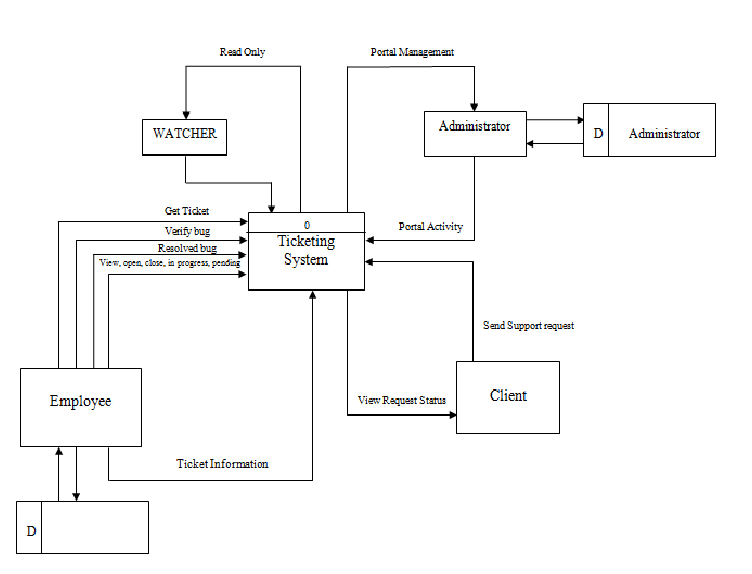 Read Only
Portal Management
WATCHER
Administrator
D
Administrator
Get Ticket
Verify bug
Resolved bug
View, open, close, in progress, pending
0
Ticketing
System
Portal Activity
Send Support request
Employee
View Request Status
Client
Ticket Information
D